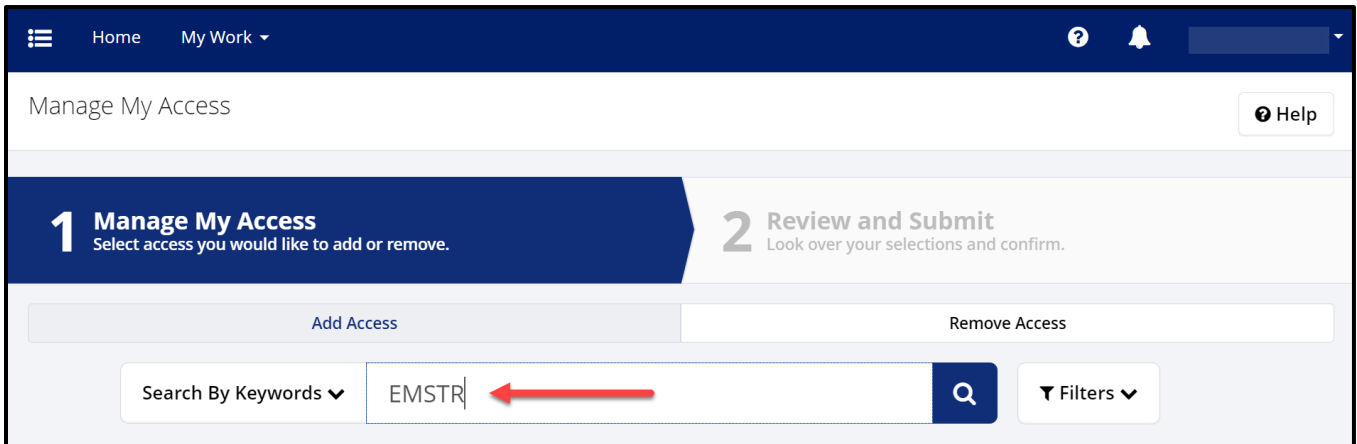 Home My Work
Manage My Access
Help
1 Manage My Access
Select access you would like to add or remove.
2 Review and Submit
Look over your selections and confirm.
Add Access Remove Access
Search By Keywords EMSTR Filters